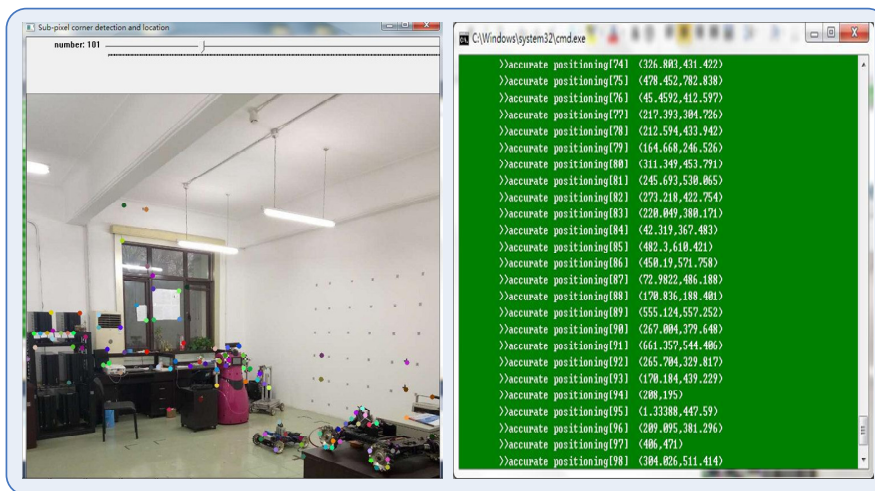 Sub-pixel corner detection and location
number: 101
C:\Windows\system32\cmd.exe
>>accurate positioning[74] (326.803,431.422)
>>accurate positioning[75] (478.452,782.838)
>>accurate positioning[76] (45.4592,412.597)
>>accurate positioning[77] (217.393,304.726)
>>accurate positioning[78] (212.594,433.942)
>>accurate positioning[79] (164.668,246.526)
>>accurate positioning[80] (311.349,453.791)
>>accurate positioning[81] (245.693,530.065)
>>accurate positioning[82] (273.218,422.754)
>>accurate positioning[83] (220.049,380.171)
>>accurate positioning[84] (42.319,367.483)
>>accurate positioning[85] (482.3,610.421)
>>accurate positioning[86] (450.19,571.758)
>>accurate positioning[87] (72.9822,486.188)
>>accurate positioning[88] (170.836,188.401)
>>accurate positioning[89] (555.124,557.252)
>>accurate positioning[90] (267.004,379.648)
>>accurate positioning[91] (661.357,544.406)
>>accurate positioning[92] (265.704,329.817)
>>accurate positioning[93] (170.184,439.229)
>>accurate positioning[94] (208,195)
>>accurate positioning[95] (1.33388,447.59)
>>accurate positioning[96] (209.095,381.296)
>>accurate positioning[97] (406,471)
>>accurate positioning[98] (304.026,511.414)